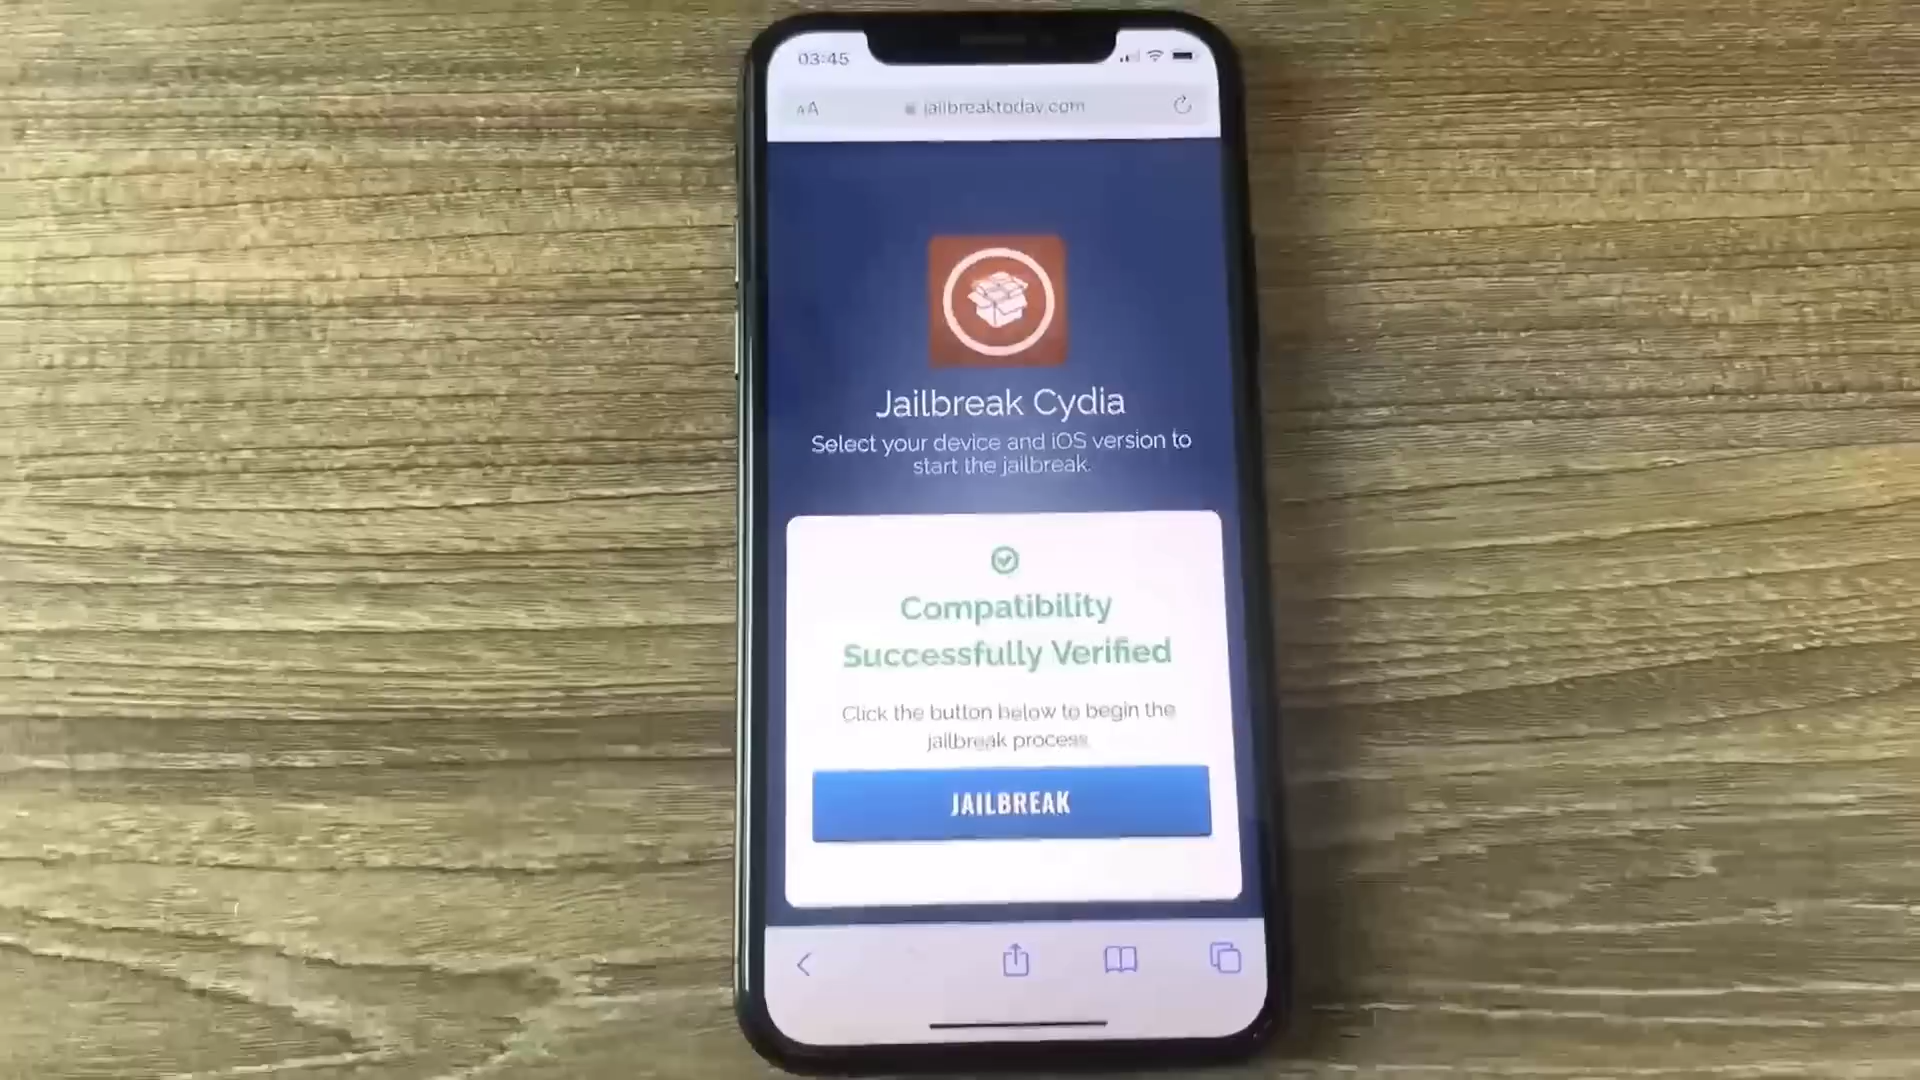 03:45
AA jailbreaktoday.com
Jailbreak Cydia
Select your device and iOS version to
start the jailbreak.
Compatibility
Successfully Verified
Click the button below to begin the
jailbreak process
JAILBREAK